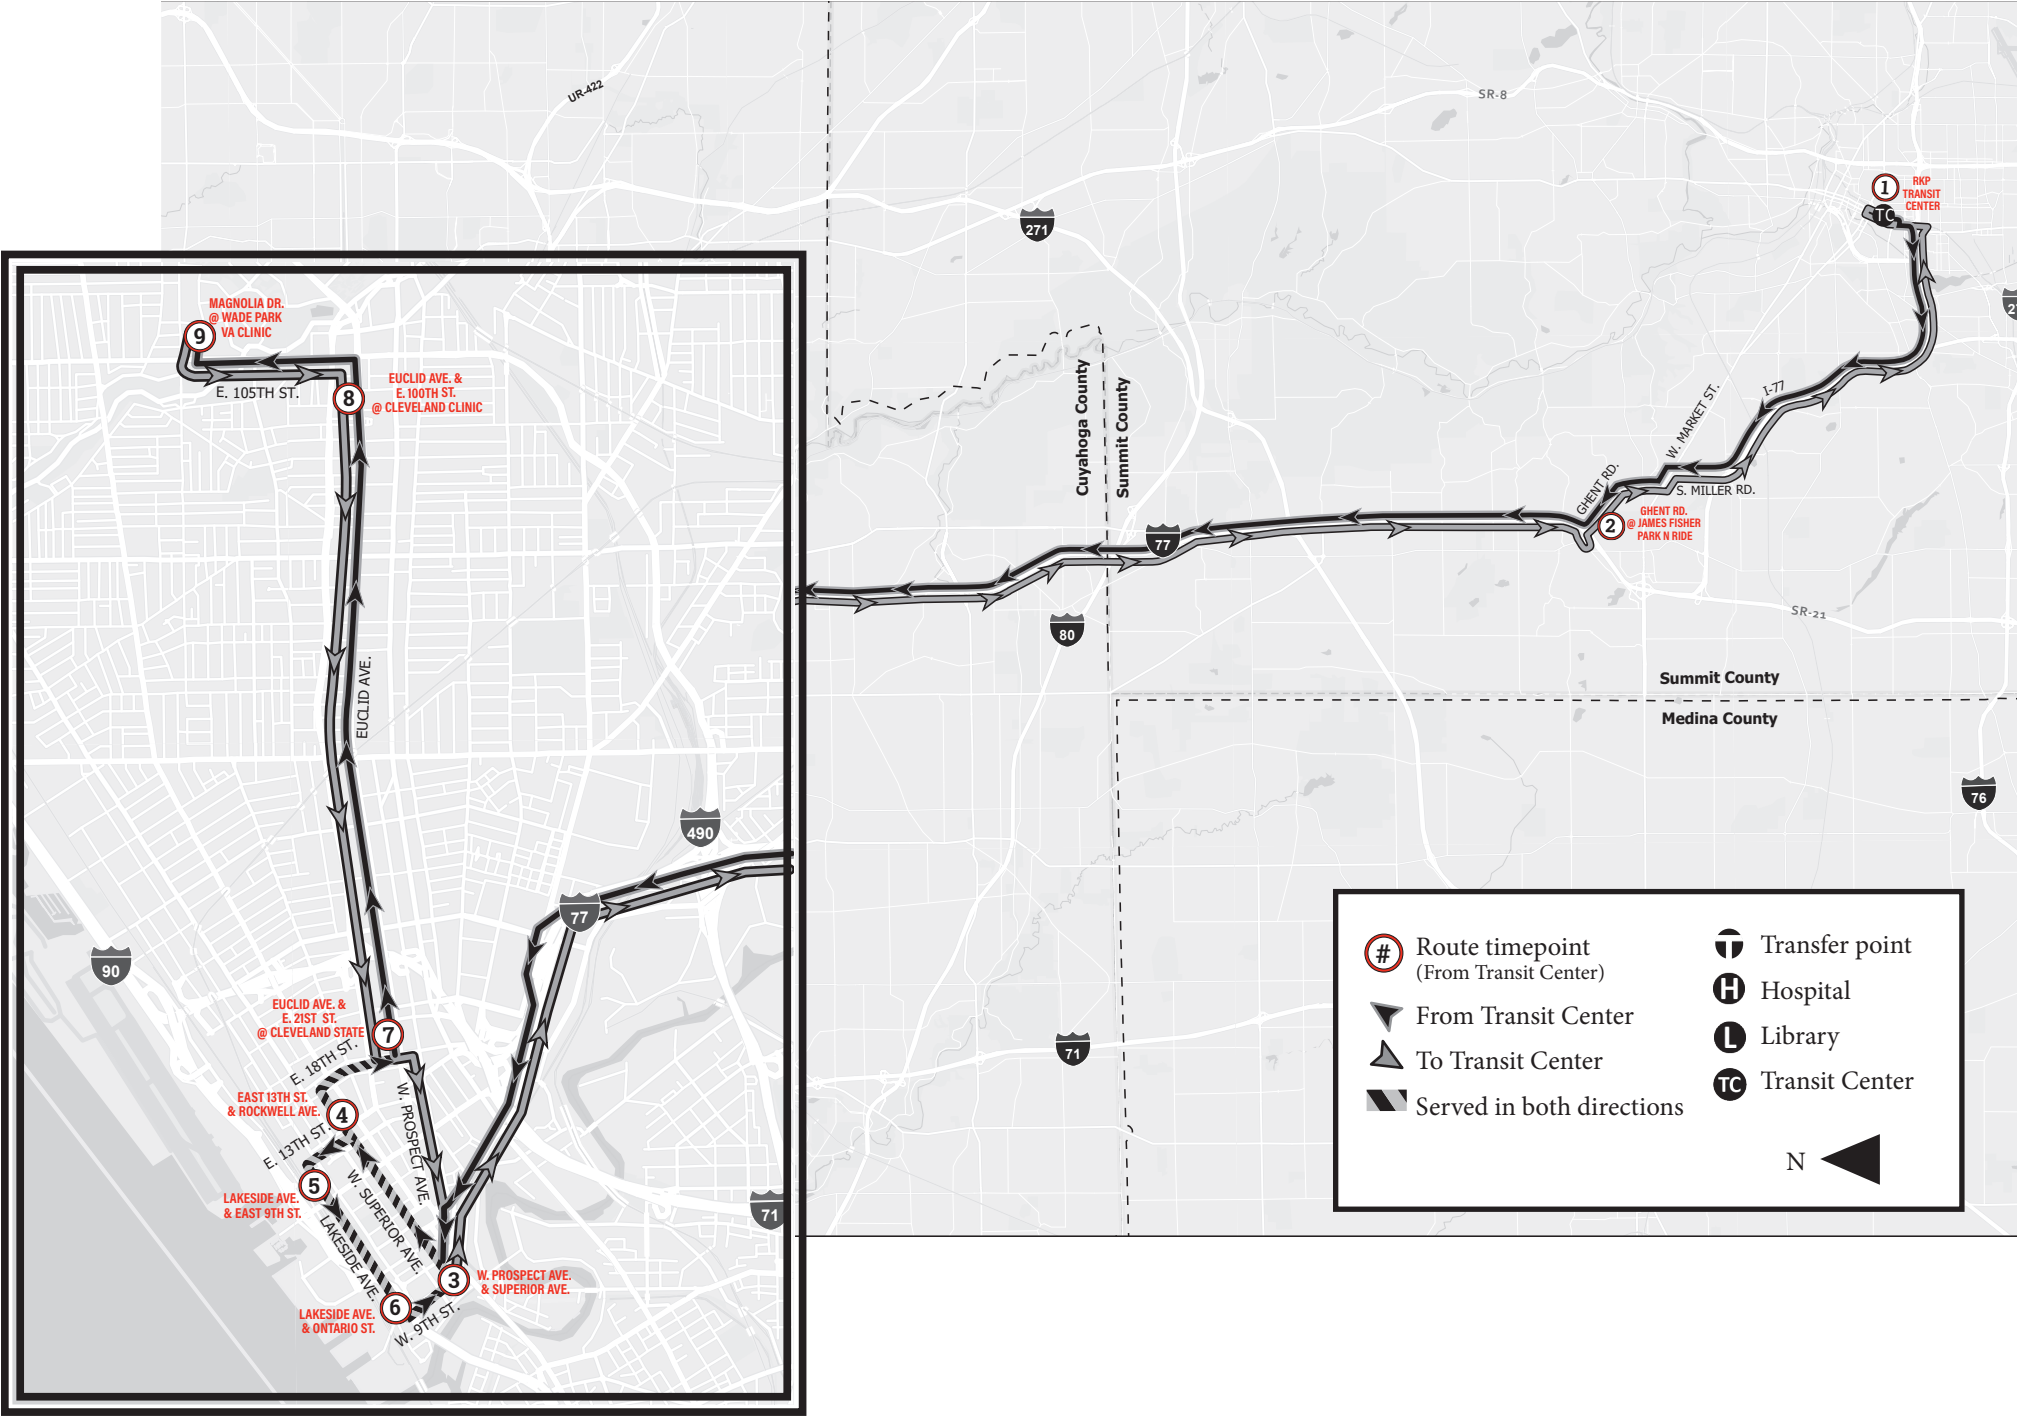 UR-422
SR-8
271
1
RKP
TRANSIT
CENTER
TC
MAGNOLIA DR.
@ WADE PARK
VA CLINIC
9
E. 105TH ST.
8
EUCLID AVE. &
E. 100TH ST.
@ CLEVELAND CLINIC
Cuyahoga County
Summit County
I-77
W. MARKET ST.
S. MILLER RD.
GHENT RD.
2
GHENT RD.
@ JAMES FISHER
PARK N RIDE
77
80
SR-21
Summit County
Medina County
76
71
EUCLID AVE.
490
77
90
EUCLID AVE. &
E. 21ST ST.
@ CLEVELAND STATE
7
E. 18TH ST.
EAST 13TH ST.
& ROCKWELL AVE.
4
W. PROSPECT AVE.
E. 13TH ST.
5
LAKESIDE AVE.
& EAST 9TH ST.
W. SUPERIOR AVE.
LAKESIDE AVE.
71
3
W. PROSPECT AVE.
& SUPERIOR AVE.
6
LAKESIDE AVE.
& ONTARIO ST.
W. 9TH ST.
# Route timepoint
(From Transit Center)
From Transit Center
To Transit Center
Served in both directions
T Transfer point
H Hospital
L Library
TC Transit Center
N